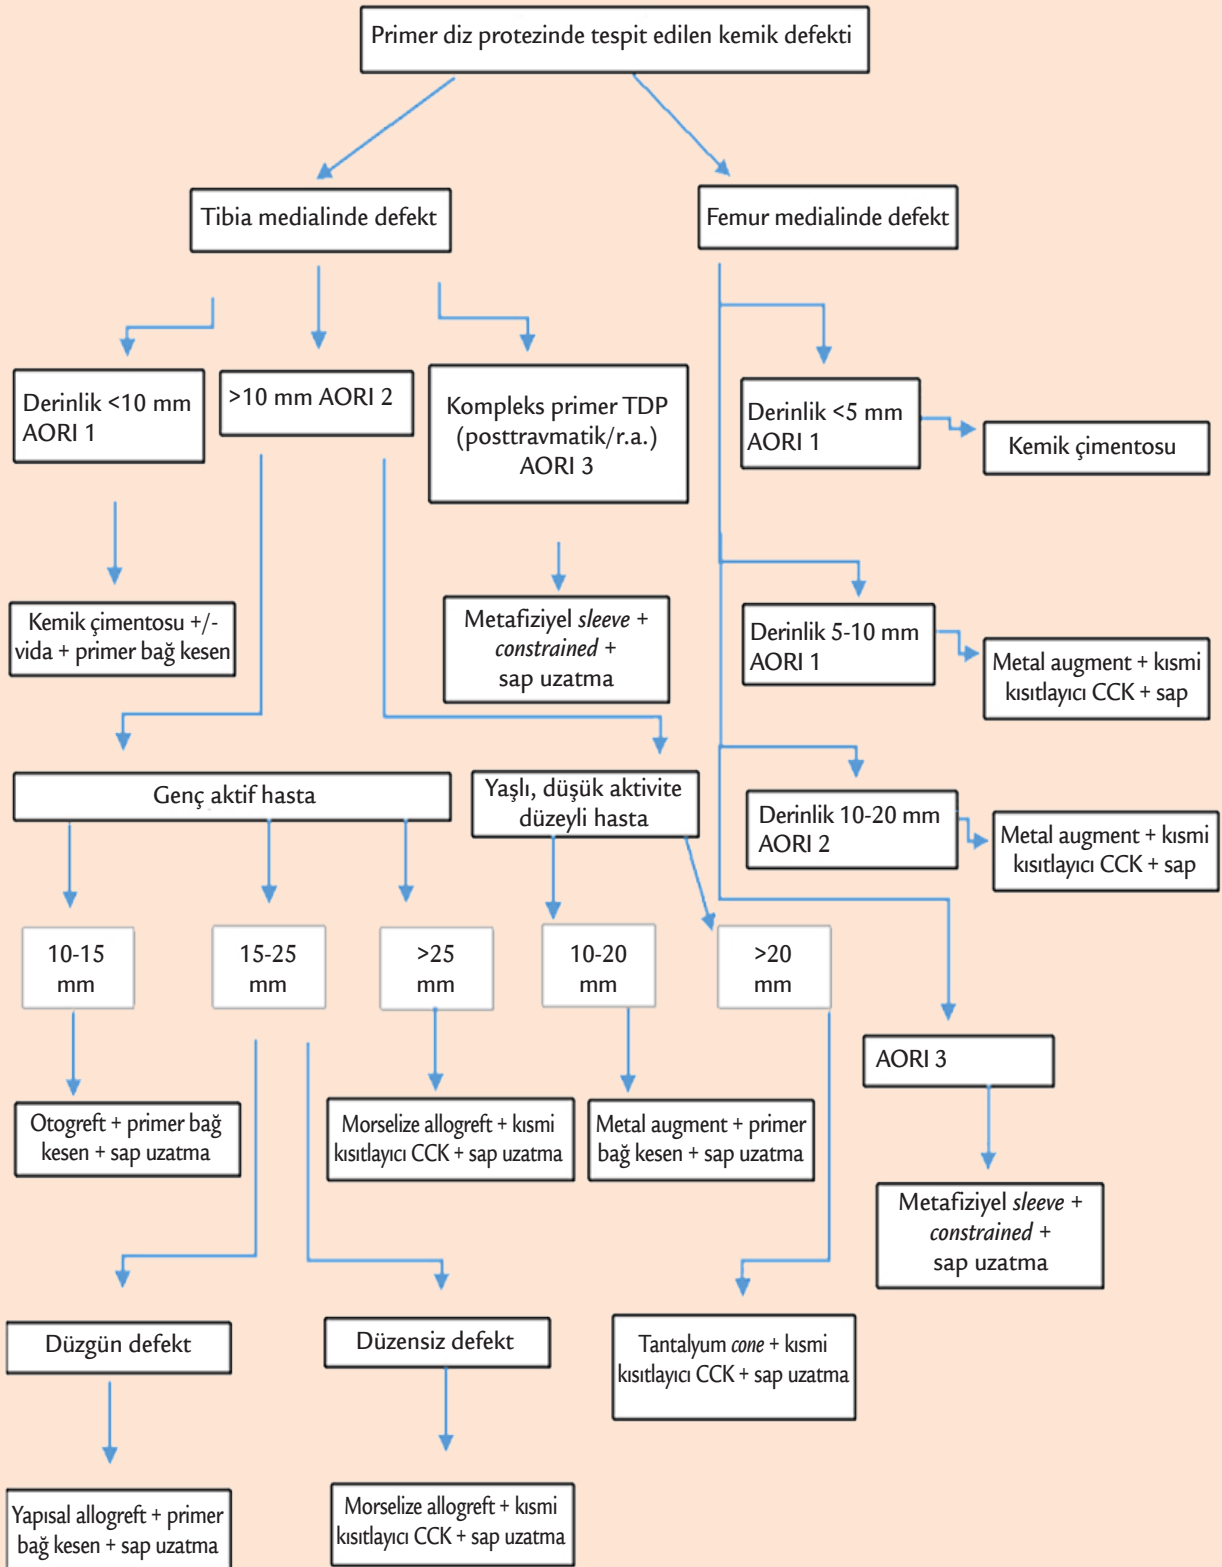 Primer diz protezinde tespit edilen kemik defekti
Tibia medialinde defekt
Femur medialinde defekt
Derinlik <10 mm
AORI 1
>10 mm AORI 2
Kompleks primer TDP
(posttravmatik/r.a.)
AORI 3
Derinlik <5 mm
AORI 1
Kemik çimentosu
Kemik çimentosu +/-
vida + primer bağ kesen
Metafiziyel sleeve +
constrained +
sap uzatma
Derinlik 5-10 mm
AORI 1
Metal augment + kısmi
kısıtlayıcı CCK + sap
Genç aktif hasta
Yaşlı, düşük aktivite
düzeyli hasta
Derinlik 10-20 mm
AORI 2
Metal augment + kısmi
kısıtlayıcı CCK + sap
10-15
mm
15-25
mm
>25
mm
10-20
mm
>20
mm
AORI 3
Otogreft + primer bağ
kesen + sap uzatma
Morselize allogreft + kısmi
kısıtlayıcı CCK + sap uzatma
Metal augment + primer
bağ kesen + sap uzatma
Metafiziyel sleeve +
constrained +
sap uzatma
Düzgün defekt
Düzensiz defekt
Tantalyum cone + kısmi
kısıtlayıcı CCK + sap uzatma
Yapısal allogreft + primer
bağ kesen + sap uzatma
Morselize allogreft + kısmi
kısıtlayıcı CCK + sap uzatma